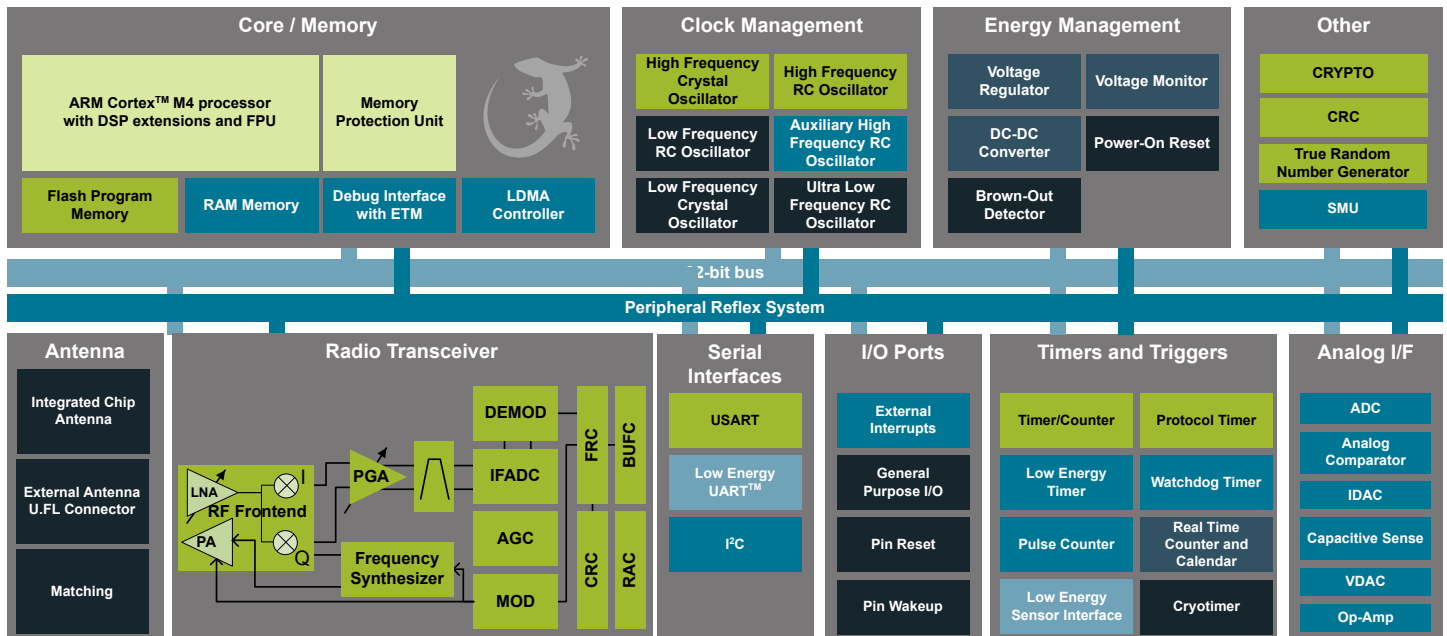 Core / Memory
ARM Cortex™ M4 processor
with DSP extensions and FPU
Memory
Protection Unit
Flash Program
Memory
RAM Memory
Debug Interface
with ETM
LDMA
Controller
Clock Management
High Frequency
Crystal
Oscillator
High Frequency
RC Oscillator
Low Frequency
RC Oscillator
Auxiliary High
Frequency RC
Oscillator
Low Frequency
Crystal
Oscillator
Ultra Low
Frequency RC
Oscillator
Energy Management
Voltage
Regulator
Voltage Monitor
DC-DC
Converter
Power-On Reset
Brown-Out
Detector
Other
CRYPTO
CRC
True Random
Number Generator
SMU
2-bit bus
Peripheral Reflex System
Antenna
Integrated Chip
Antenna
External Antenna
U.FL Connector
Matching
Radio Transceiver
LNA
I
RF Frontend
PA
Q
PGA
Frequency
Synthesizer
DEMOD
IFADC
AGC
MOD
FRC
BUFC
CRC
RAC
Serial
Interfaces
USART
Low Energy
UART™
I²C
I/O Ports
External
Interrupts
General
Purpose I/O
Pin Reset
Pin Wakeup
Timers and Triggers
Timer/Counter
Protocol Timer
Low Energy
Timer
Watchdog Timer
Pulse Counter
Real Time
Counter and
Calendar
Low Energy
Sensor Interface
Cryotimer
Analog I/F
ADC
Analog
Comparator
IDAC
Capacitive Sense
VDAC
Op-Amp